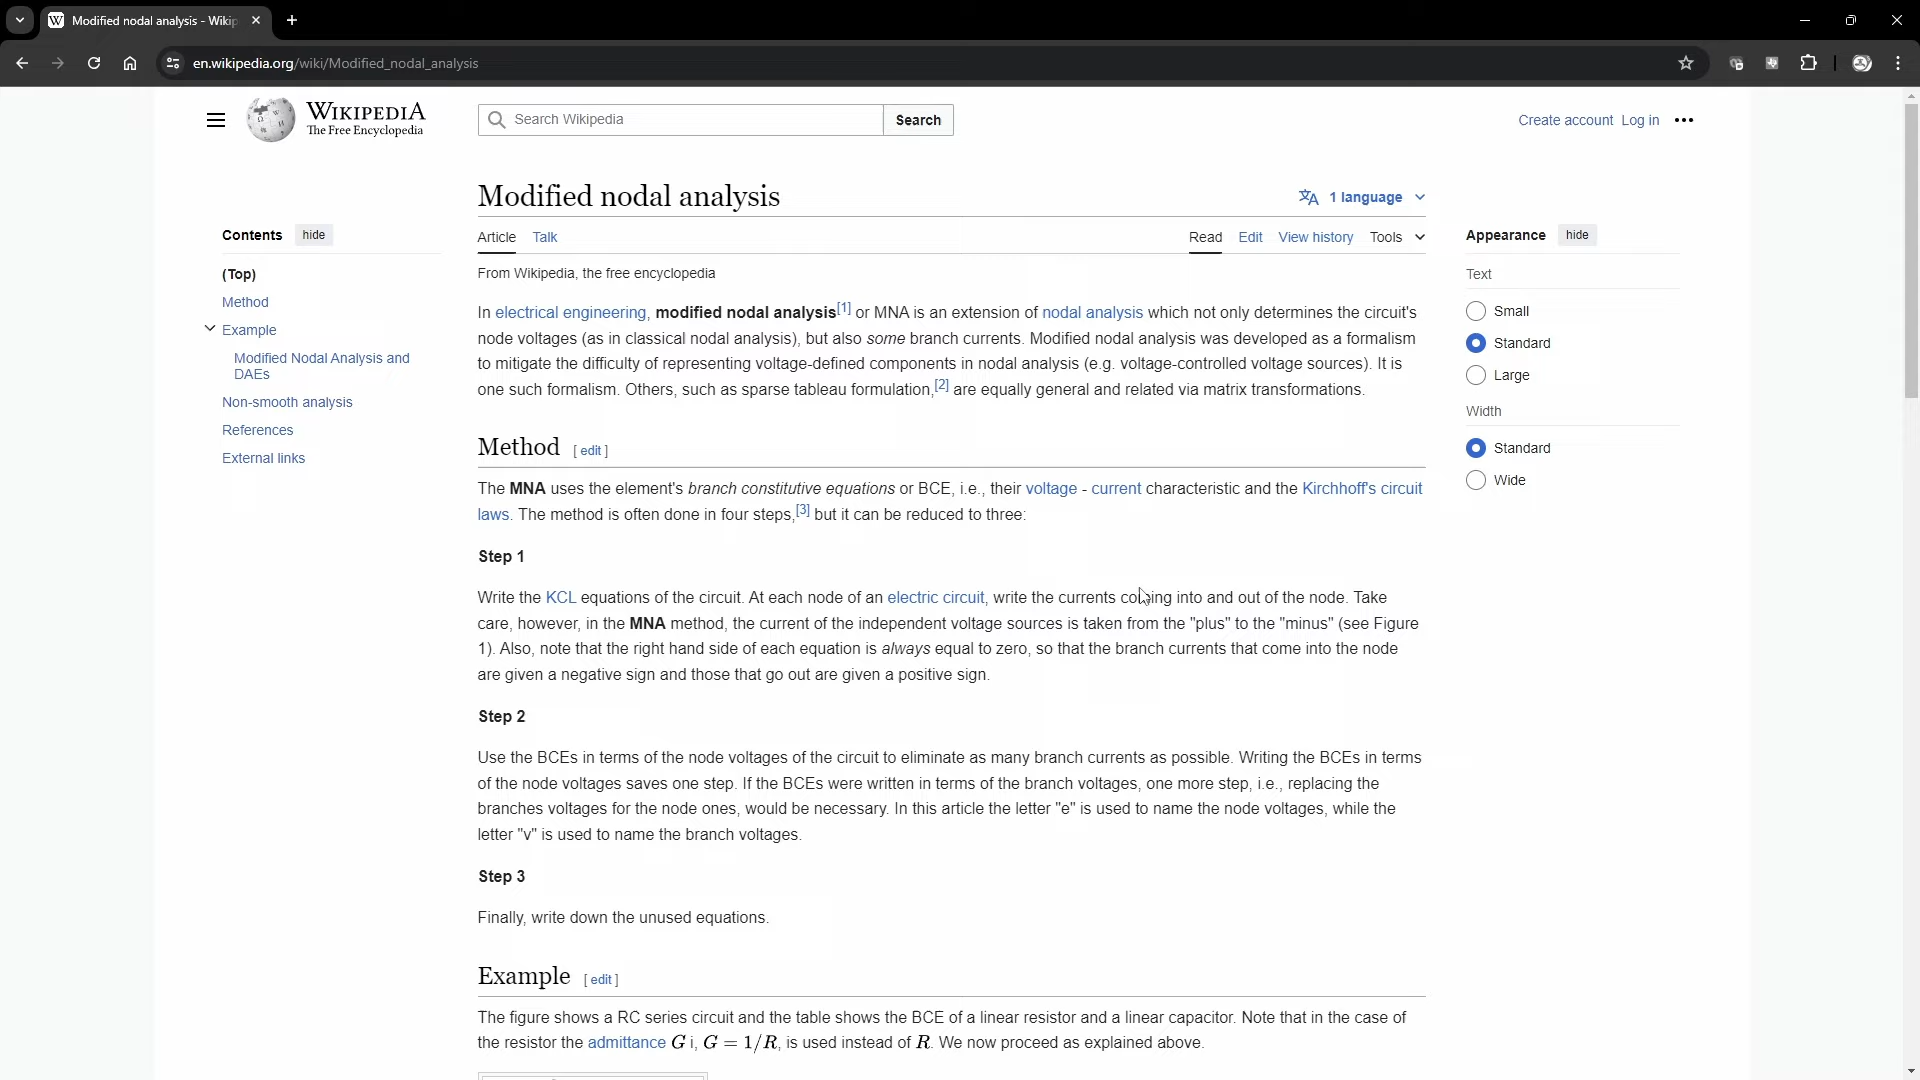 Modified nodal analysis - Wikip
en.wikipedia.org/wiki/Modified_nodal_analysis
WIKIPEDIA
The Free Encyclopedia
Search Wikipedia
Search
Create account Log in
Modified nodal analysis
1 language
Contents hide
(Top)
Method
Example
Modified Nodal Analysis and
DAEs
Non-smooth analysis
References
External links
Article Talk
Read Edit View history Tools
From Wikipedia, the free encyclopedia
In electrical engineering, modified nodal analysis[1] or MNA is an extension of nodal analysis which not only determines the circuit's
node voltages (as in classical nodal analysis), but also some branch currents. Modified nodal analysis was developed as a formalism
to mitigate the difficulty of representing voltage-defined components in nodal analysis (e.g. voltage-controlled voltage sources). It is
one such formalism. Others, such as sparse tableau formulation,[2] are equally general and related via matrix transformations.
Method [ edit ]
The MNA uses the element's branch constitutive equations or BCE, i.e., their voltage - current characteristic and the Kirchhoff's circuit
laws. The method is often done in four steps,[3] but it can be reduced to three:
Step 1
Write the KCL equations of the circuit. At each node of an electric circuit, write the currents coming into and out of the node. Take
care, however, in the MNA method, the current of the independent voltage sources is taken from the "plus" to the "minus" (see Figure
1). Also, note that the right hand side of each equation is always equal to zero, so that the branch currents that come into the node
are given a negative sign and those that go out are given a positive sign.
Step 2
Use the BCEs in terms of the node voltages of the circuit to eliminate as many branch currents as possible. Writing the BCEs in terms
of the node voltages saves one step. If the BCEs were written in terms of the branch voltages, one more step, i.e., replacing the
branches voltages for the node ones, would be necessary. In this article the letter "e" is used to name the node voltages, while the
letter "v" is used to name the branch voltages.
Step 3
Finally, write down the unused equations.
Example [ edit ]
The figure shows a RC series circuit and the table shows the BCE of a linear resistor and a linear capacitor. Note that in the case of
the resistor the admittance G i, G = 1/R, is used instead of R. We now proceed as explained above.
Appearance hide
Text
Small
Standard
Large
Width
Standard
Wide